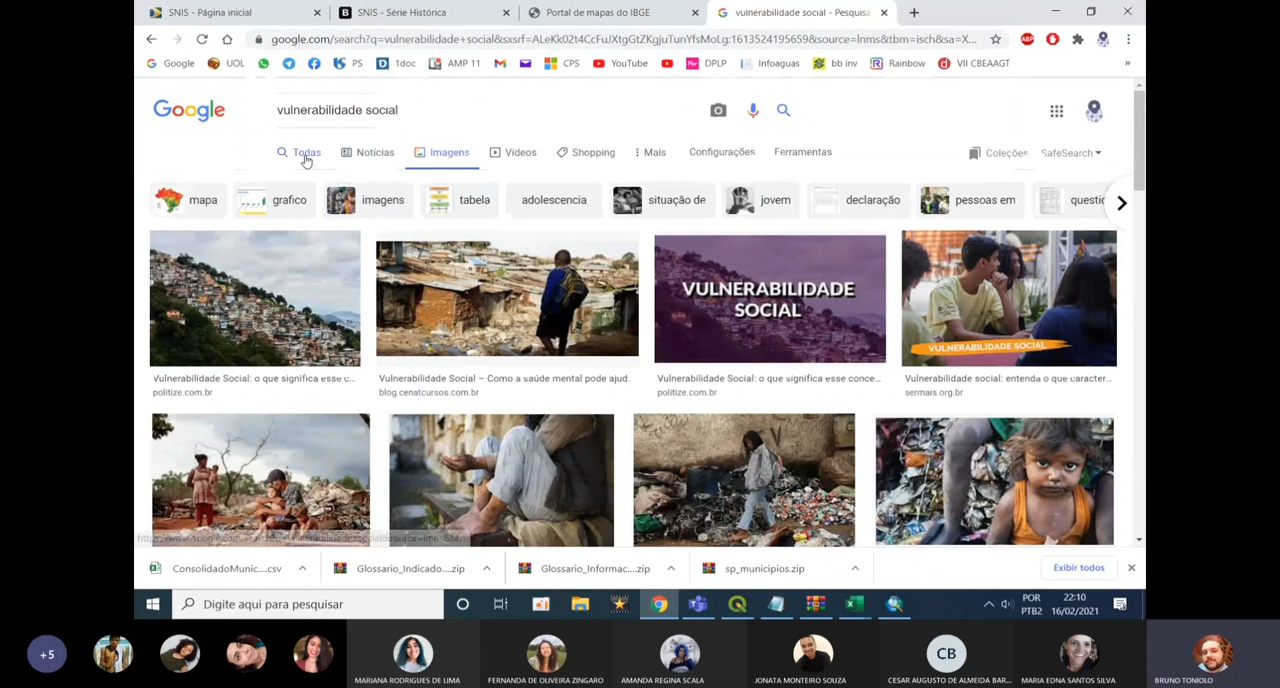 SNIS - Página inicial
SNIS - Série Histórica
Portal de mapas do IBGE
vulnerabilidade social - Pesquisa
google.com/search?q=vulnerabilidade+social&sxsrf=ALeKk02t4CcFuJXtgGtZKgjuTunYfsMoLg:1613524195659&source=lnms&tbm=isch&sa=X...
Google UOL PS 1doc AMP 11 CPS YouTube DPLP Infoaguas bb inv Rainbow VII CBEAAGT
Google vulnerabilidade social
Todas Notícias Imagens Vídeos Shopping Mais Configurações Ferramentas Coleções SafeSearch
mapa grafico imagens tabela adolescencia situação de jovem declaração pessoas em questic
VULNERABILIDADE
SOCIAL
VULNERABILIDADE SOCIAL
Vulnerabilidade Social: o que significa esse c...
politize.com.br
Vulnerabilidade Social – Como a saúde mental pode ajud.
blog.cenatcursos.com.br
Vulnerabilidade Social: o que significa esse conce...
politize.com.br
Vulnerabilidade social: entenda o que caracter...
sermais.org.br
ConsolidadoMunic....csv
Glossario_Indicado....zip
Glossario_Informac....zip
sp_municipios.zip
Exibir todos
Digite aqui para pesquisar
POR
PTB2
22:10
16/02/2021
+5
MARIANA RODRIGUES DE LIMA
FERNANDA DE OLIVEIRA ZINGARO
AMANDA REGINA SCALA
JONATA MONTEIRO SOUZA
CB
CESAR AUGUSTO DE ALMEIDA BAR...
MARIA EDNA SANTOS SILVA
BRUNO TONIOLO